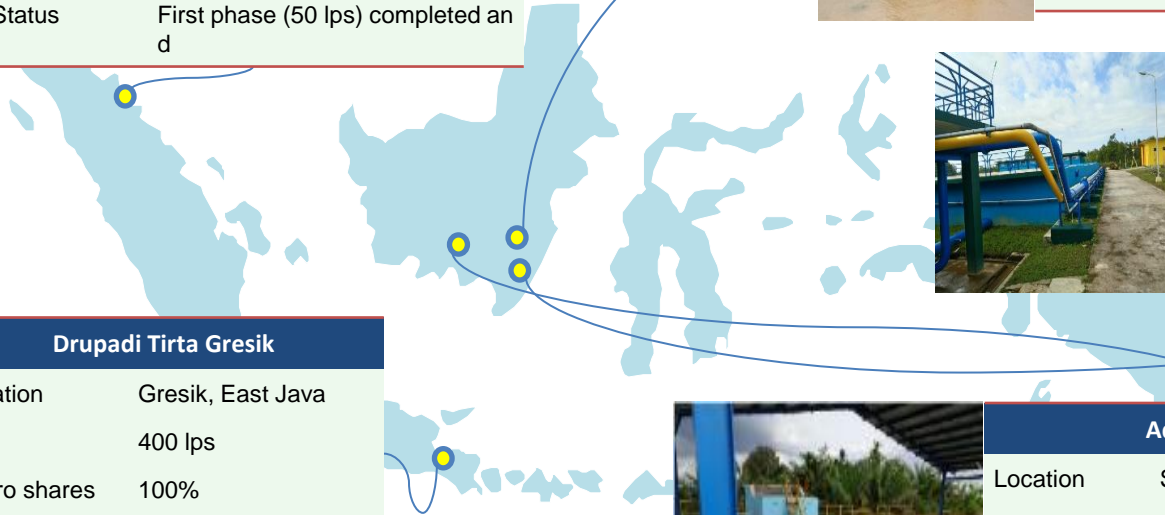 Status First phase (50 lps) completed an
d
Drupadi Tirta Gresik
ation Gresik, East Java
400 lps
ro shares 100%
Location